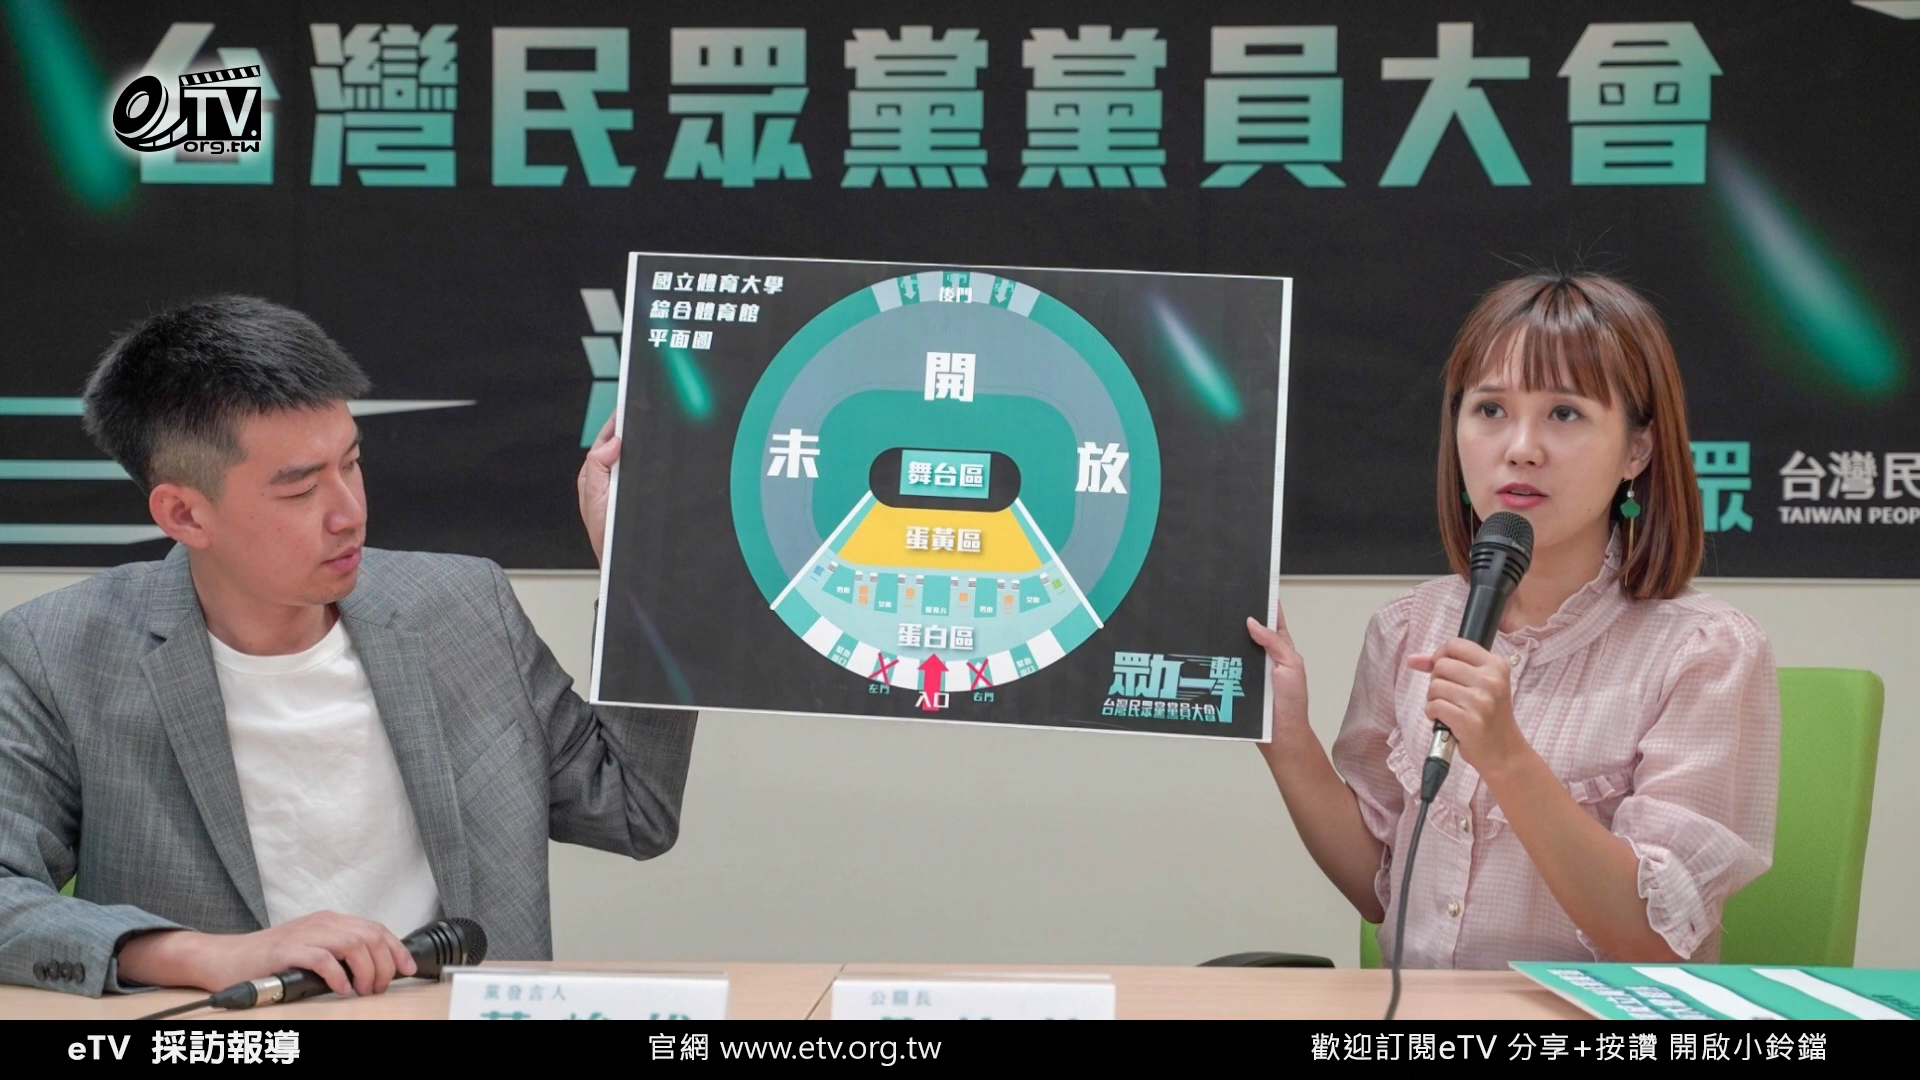 台灣民眾黨黨員大會
eTV.
org.tw
國立體育大學
綜合體育館
平面圖
後門
開
未
放
舞台區
蛋黃區
蛋白區
左門
入口
右門
眾力一擊
台灣民眾黨黨員大會
眾
台灣民
TAIWAN PEOP
黨發言人
公關長
eTV 採訪報導
官網 www.etv.org.tw
歡迎訂閱eTV 分享+按讚 開啟小鈴鐺